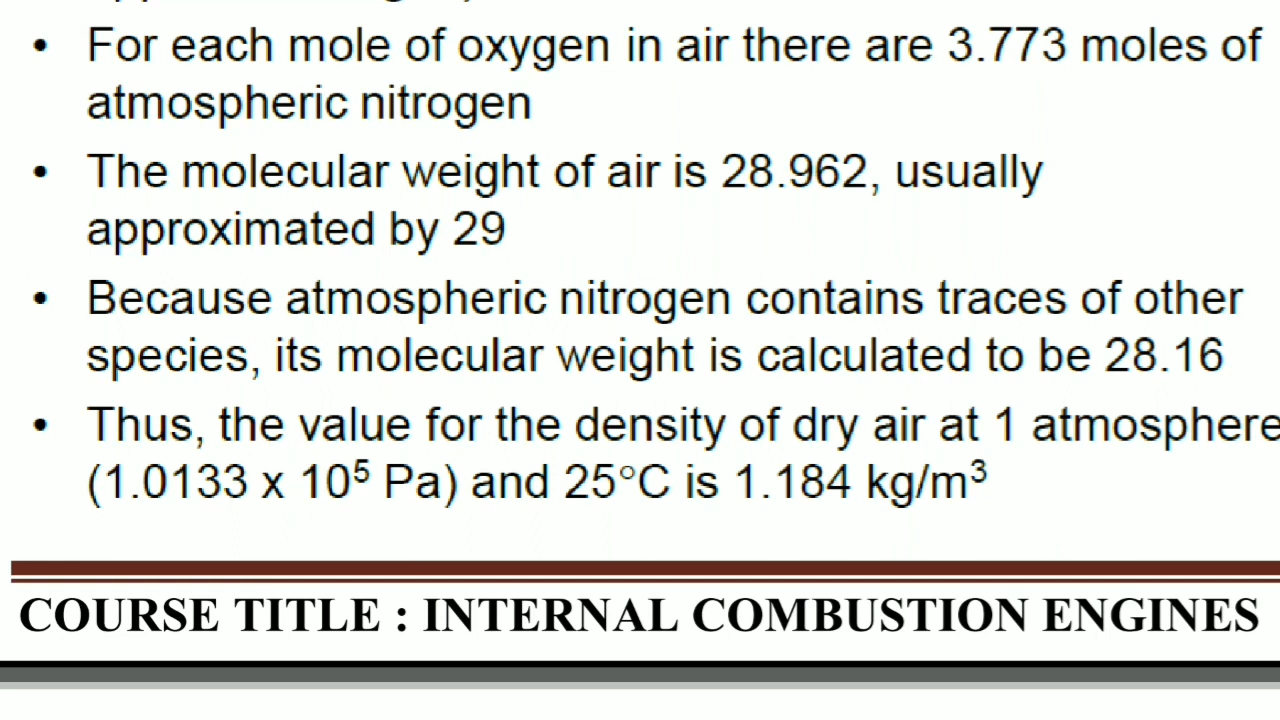 • For each mole of oxygen in air there are 3.773 moles of
atmospheric nitrogen
• The molecular weight of air is 28.962, usually
approximated by 29
• Because atmospheric nitrogen contains traces of other
species, its molecular weight is calculated to be 28.16
• Thus, the value for the density of dry air at 1 atmosphere
(1.0133 x 10⁵ Pa) and 25°C is 1.184 kg/m³
COURSE TITLE : INTERNAL COMBUSTION ENGINES